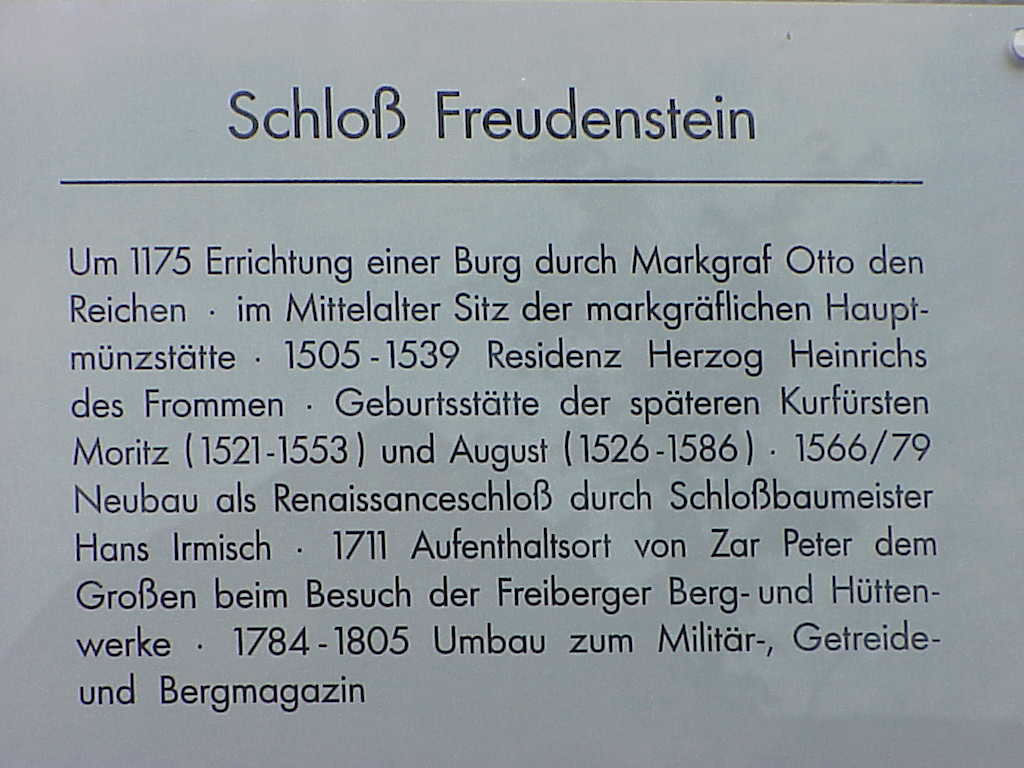 Schloß Freudenstein
Um 1175 Errichtung einer Burg durch Markgraf Otto den
Reichen · im Mittelalter Sitz der markgräflichen Haupt-
münzstätte · 1505-1539 Residenz Herzog Heinrichs
des Frommen · Geburtsstätte der späteren Kurfürsten
Moritz (1521-1553) und August (1526-1586) · 1566/79
Neubau als Renaissanceschloß durch Schloßbaumeister
Hans Irmisch · 1711 Aufenthaltsort von Zar Peter dem
Großen beim Besuch der Freiberger Berg- und Hütten-
werke · 1784-1805 Umbau zum Militär-, Getreide-
und Bergmagazin